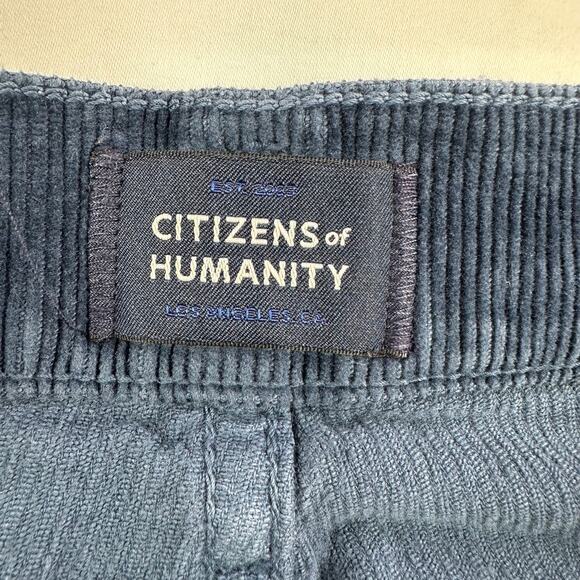 EST. 2003
CITIZENS of
HUMANITY
LOS ANGELES. CA.